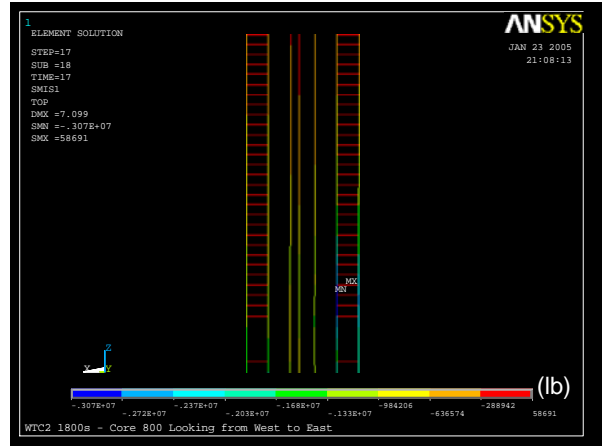 1
ELEMENT SOLUTION
ANSYS
JAN 23 2005
21:08:13
STEP=17
SUB =18
TIME=17
SMIS1
TOP
DMX =7.099
SMN =-.307E+07
SMX =58691
MX
MN
Z
X Y
(lb)
-.307E+07 -.237E+07 -.168E+07 -984206 -288942
-.272E+07 -.203E+07 -.133E+07 -636574 58691
WTC2 1800s - Core 800 Looking from West to East